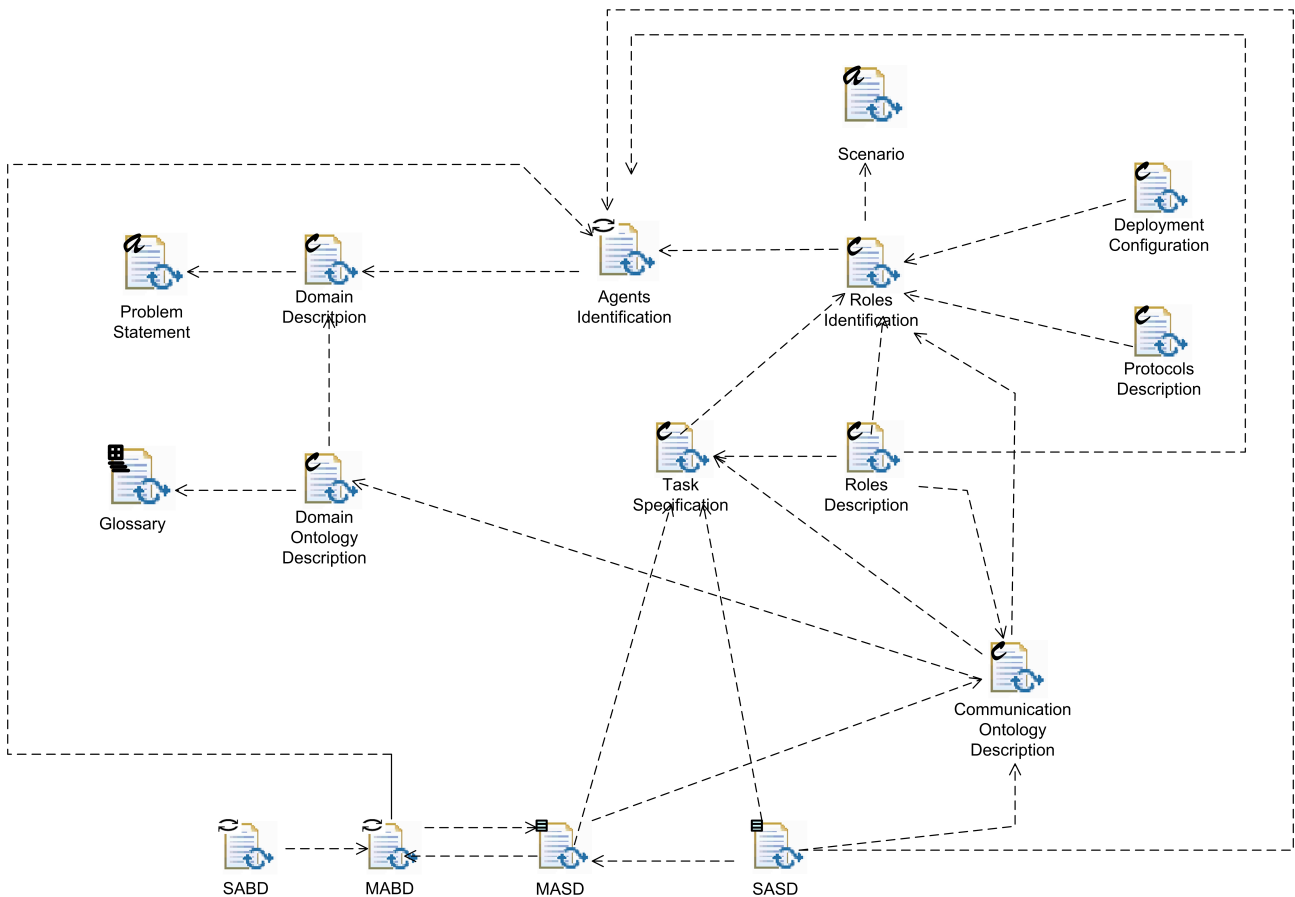 Scenario
Deployment
Configuration
Problem
Statement
Domain
Descritpion
Agents
Identification
Roles
Identification
Protocols
Description
Glossary
Domain
Ontology
Description
Task
Specification
Roles
Description
Communication
Ontology
Description
SABD
MABD
MASD
SASD